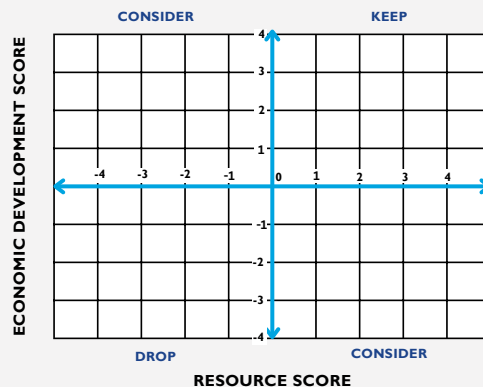 CONSIDER KEEP
ECONOMIC DEVELOPMENT SCORE
4
3
2
1
-4 -3 -2 -1 0 1 2 3 4
-1
-2
-3
-4
DROP CONSIDER
RESOURCE SCORE